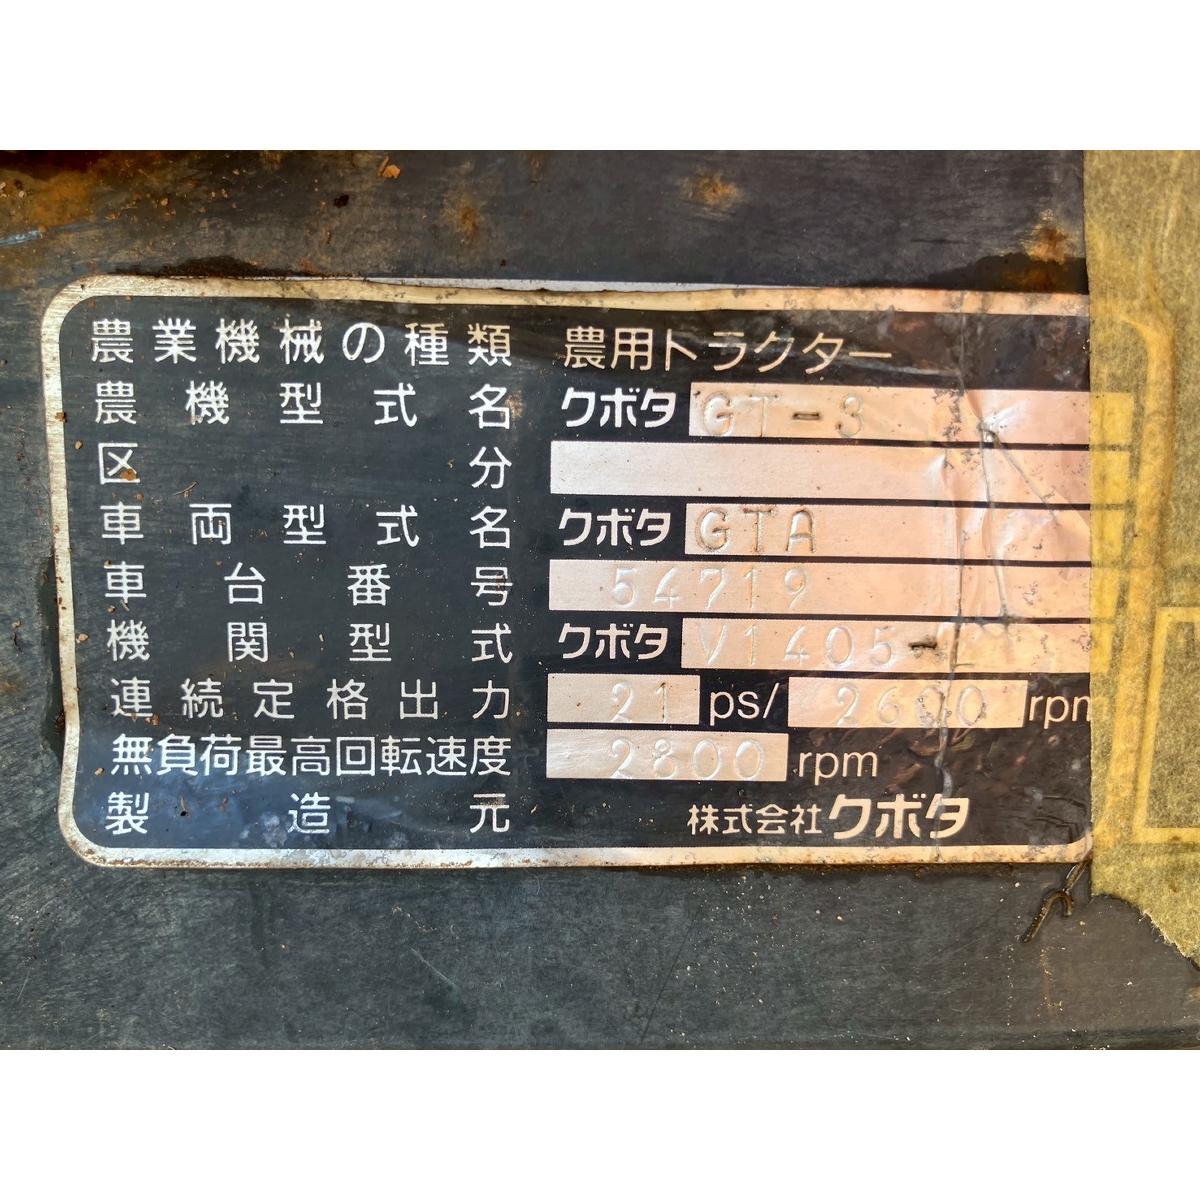 農業機械の種類 農用トラクター
農機型式名 クボタ GT-3
区分
車両型式名 クボタ GTA
車台番号 54719
機関型式 クボタ V1405-
連続定格出力 21 ps/ 2600 rpm
無負荷最高回転速度 2800 rpm
製造元 株式会社クボタ